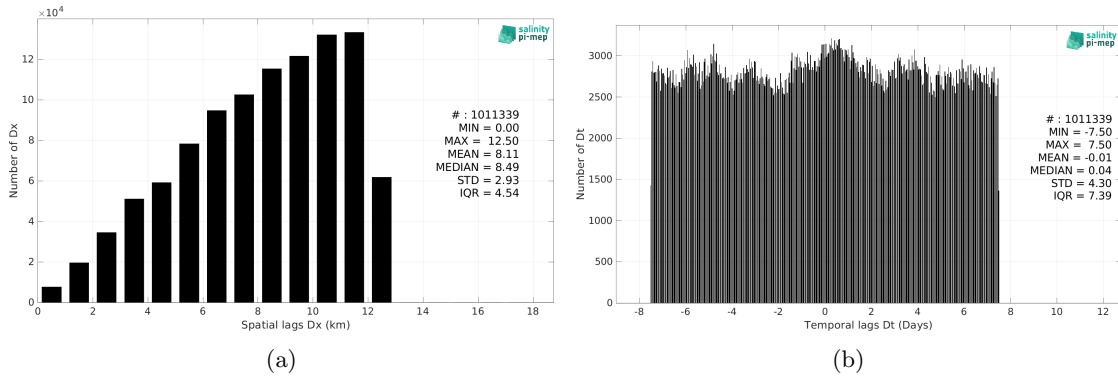 ×10⁴
salinity
pi-mep
12
10
8
6
4
2
0
Number of Dx
# : 1011339
MIN = 0.00
MAX = 12.50
MEAN = 8.11
MEDIAN = 8.49
STD = 2.93
IQR = 4.54
0 2 4 6 8 10 12 14 16 18
Spatial lags Dx (km)
(a)
salinity
pi-mep
3000
2500
2000
1500
1000
500
0
Number of Dt
# : 1011339
MIN = -7.50
MAX = 7.50
MEAN = -0.01
MEDIAN = 0.04
STD = 4.30
IQR = 7.39
-8 -6 -4 -2 0 2 4 6 8 10 12
Temporal lags Dt (Days)
(b)